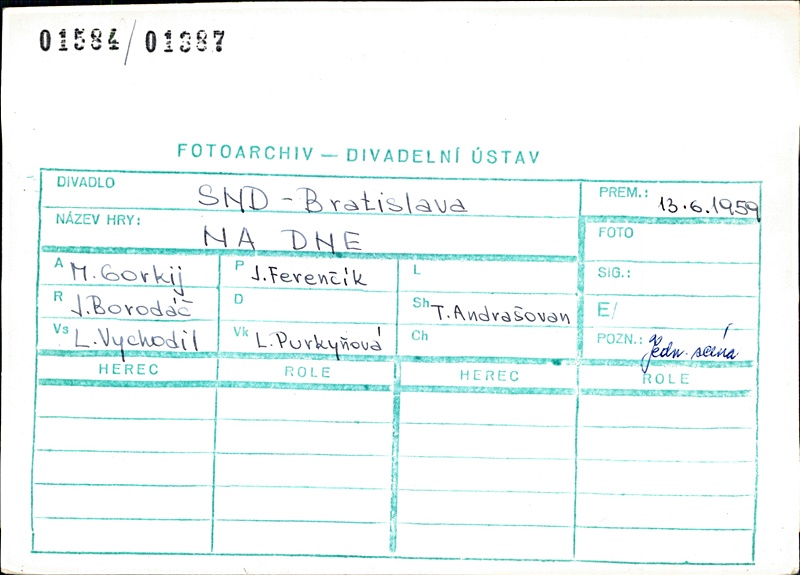 01584/01387
FOTOARCHIV — DIVADELNÍ ÚSTAV
DIVADLO SND - Bratislava PREM.: 13.6.1959
NÁZEV HRY: NA DNE FOTO
A M. Gorkij P J. Ferenčík L SIG.:
R J. Borodáč D Sh T. Andrašovan E/
Vs L. Vychodil Vk L. Purkyňová Ch POZN.: jedn. scéna
HEREC ROLE HEREC ROLE